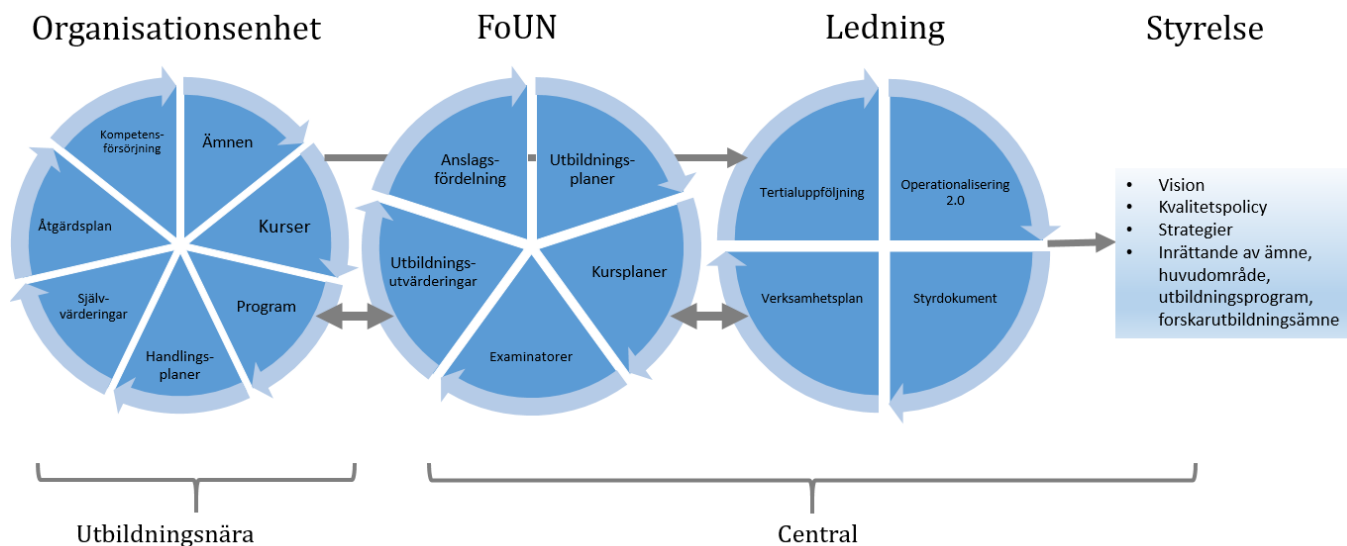 Organisationsenhet
FoUN
Ledning
Styrelse
Kompetens-
försörjning
Ämnen
Kurser
Program
Handlings-
planer
Själv-
värderingar
Åtgärdsplan
Anslags-
fördelning
Utbildnings-
planer
Kursplaner
Examinatorer
Utbildnings-
utvärderingar
Tertialuppföljning
Operationalisering
2.0
Styrdokument
Verksamhetsplan
• Vision
• Kvalitetspolicy
• Strategier
• Inrättande av ämne,
huvudområde,
utbildningsprogram,
forskarutbildningsämne
Utbildningsnära
Central